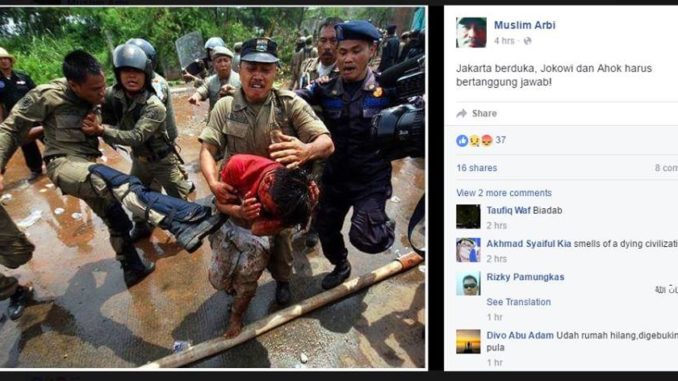 Muslim Arbi
4 hrs ·
Jakarta berduka, Jokowi dan Ahok harus
bertanggung jawab!
Share
37
16 shares
8 com
View 2 more comments
Taufiq Waf Biadab
2 hrs
Akhmad Syaiful Kia smells of a dying civilizati
2 hrs
Rizky Pamungkas
See Translation
1 hr
Divo Abu Adam Udah rumah hilang,digebukin
pula
1 hr